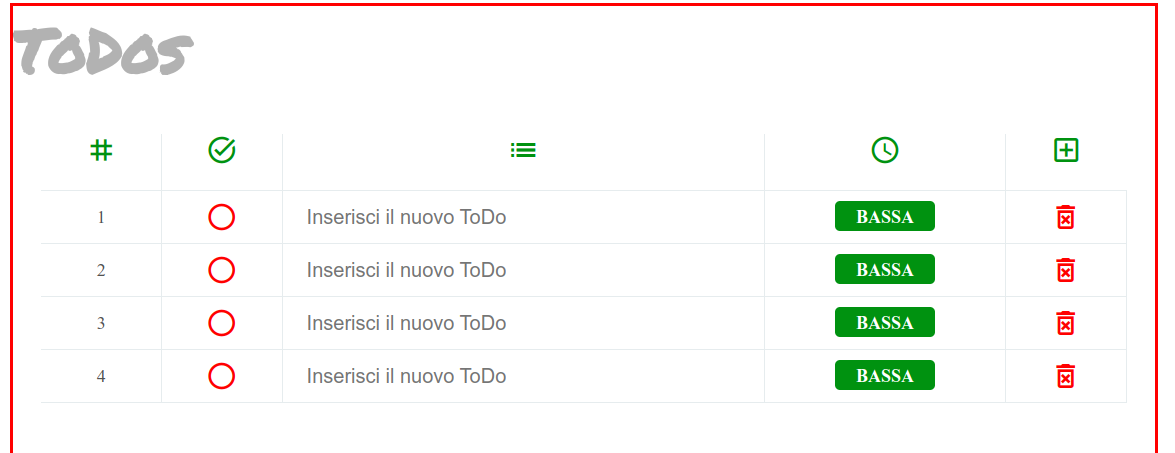 ToDos
#
1 Inserisci il nuovo ToDo BASSA
2 Inserisci il nuovo ToDo BASSA
3 Inserisci il nuovo ToDo BASSA
4 Inserisci il nuovo ToDo BASSA